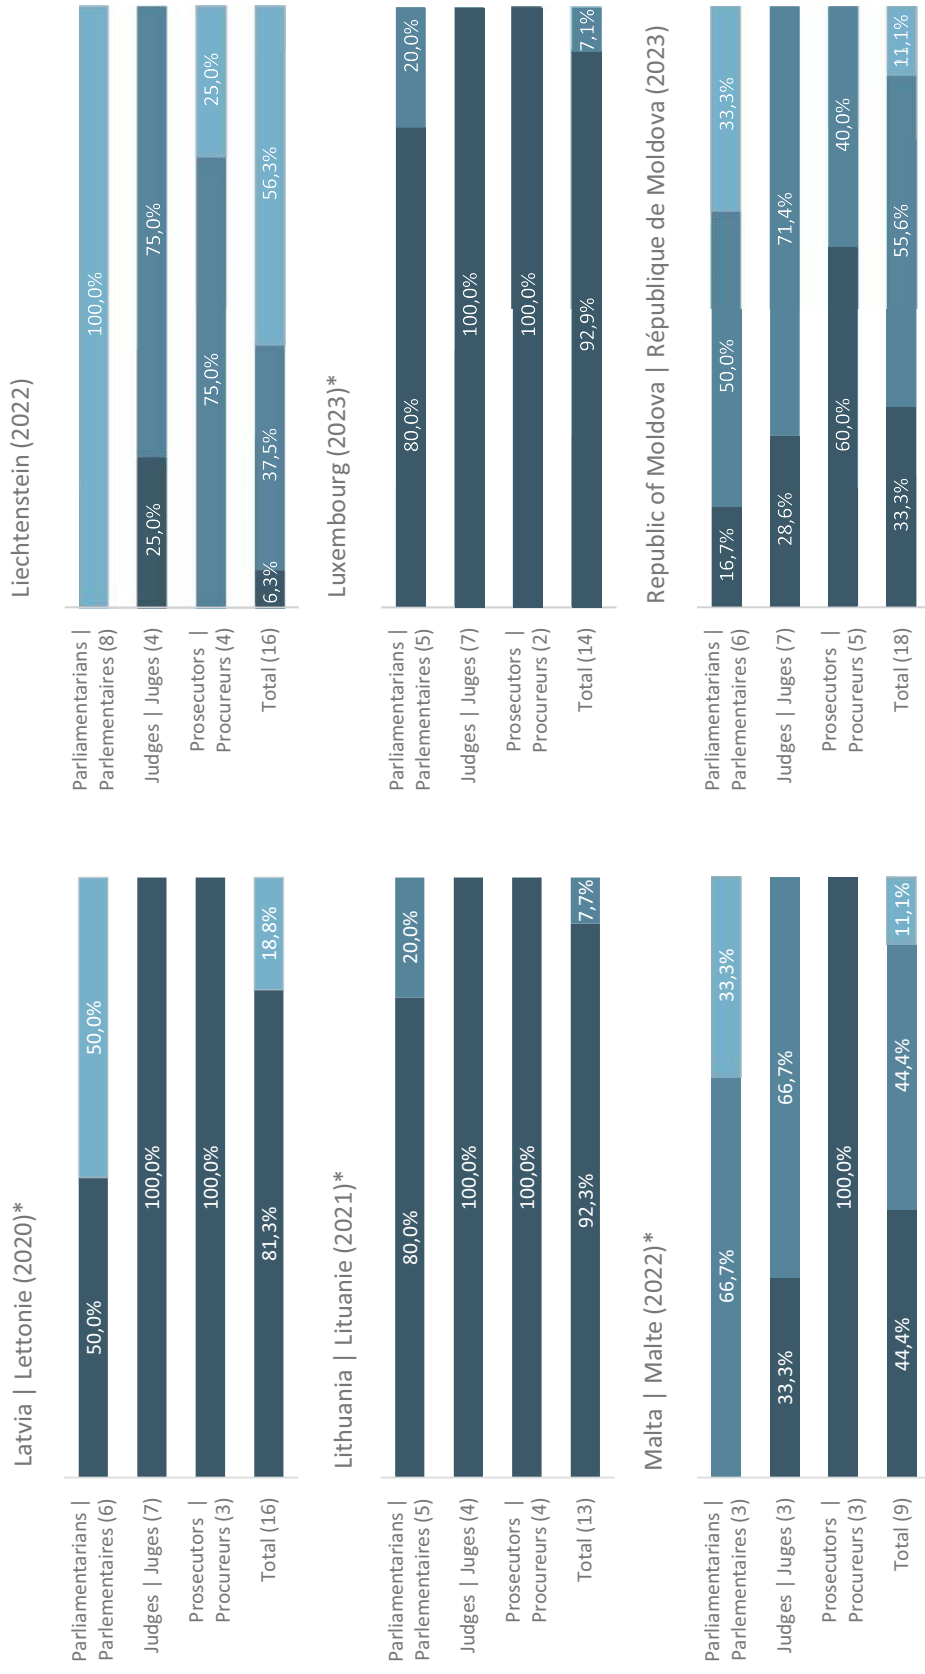 Latvia | Lettonie (2020)*
Parliamentarians |
Parlementaires (6)
50,0%
50,0%
Judges | Juges (7)
100,0%
Prosecutors |
Procureurs (3)
100,0%
Total (16)
81,3%
18,8%
Liechtenstein (2022)
Parliamentarians |
Parlementaires (8)
100,0%
Judges | Juges (4)
25,0%
75,0%
Prosecutors |
Procureurs (4)
75,0%
25,0%
Total (16)
6,3%
37,5%
56,3%
Lithuania | Lituanie (2021)*
Parliamentarians |
Parlementaires (5)
80,0%
20,0%
Judges | Juges (4)
100,0%
Prosecutors |
Procureurs (4)
100,0%
Total (13)
92,3%
7,7%
Luxembourg (2023)*
Parliamentarians |
Parlementaires (5)
80,0%
20,0%
Judges | Juges (7)
100,0%
Prosecutors |
Procureurs (2)
100,0%
Total (14)
92,9%
7,1%
Malta | Malte (2022)*
Parliamentarians |
Parlementaires (3)
66,7%
33,3%
Judges | Juges (3)
33,3%
66,7%
Prosecutors |
Procureurs (3)
100,0%
Total (9)
44,4%
44,4%
11,1%
Republic of Moldova | République de Moldova (2023)
Parliamentarians |
Parlementaires (6)
16,7%
50,0%
33,3%
Judges | Juges (7)
28,6%
71,4%
Prosecutors |
Procureurs (5)
60,0%
40,0%
Total (18)
33,3%
55,6%
11,1%